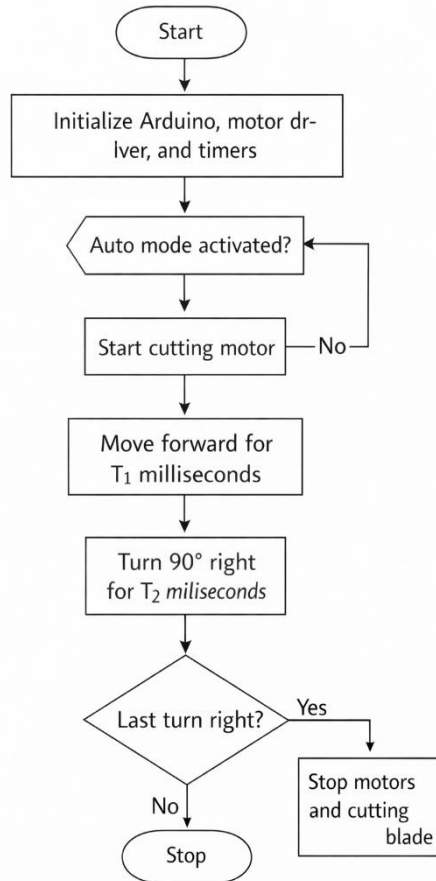 Start
Initialize Arduino, motor dr-
lver, and timers
Auto mode activated?
Start cutting motor
No
Move forward for
T₁ milliseconds
Turn 90° right
for T₂ miliseconds
Last turn right?
Yes
Stop motors
and cutting
blade
No
Stop